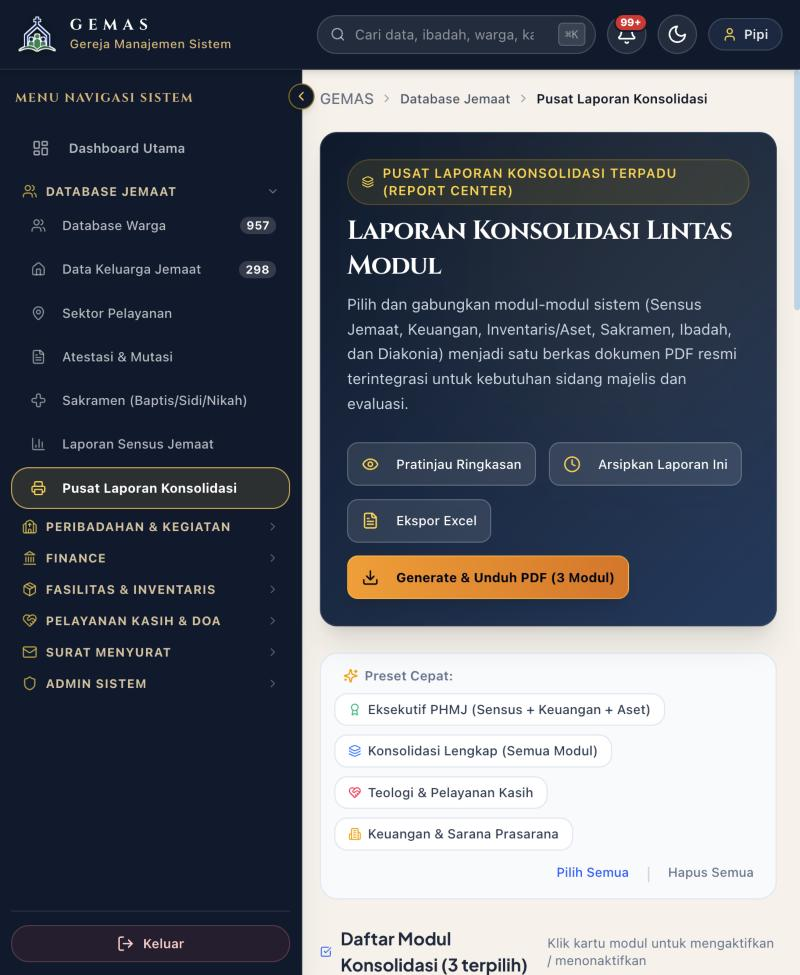 GEMAS
Gereja Manajemen Sistem
Cari data, ibadah, warga, ka
⌘K
99+
Pipi
MENU NAVIGASI SISTEM
GEMAS > Database Jemaat > Pusat Laporan Konsolidasi
Dashboard Utama
DATABASE JEMAAT
Database Warga 957
Data Keluarga Jemaat 298
Sektor Pelayanan
Atestasi & Mutasi
Sakramen (Baptis/Sidi/Nikah)
Laporan Sensus Jemaat
Pusat Laporan Konsolidasi
PERIBADAHAN & KEGIATAN
FINANCE
FASILITAS & INVENTARIS
PELAYANAN KASIH & DOA
SURAT MENYURAT
ADMIN SISTEM
Keluar
PUSAT LAPORAN KONSOLIDASI TERPADU
(REPORT CENTER)
Laporan Konsolidasi Lintas
Modul
Pilih dan gabungkan modul-modul sistem (Sensus
Jemaat, Keuangan, Inventaris/Aset, Sakramen, Ibadah,
dan Diakonia) menjadi satu berkas dokumen PDF resmi
terintegrasi untuk kebutuhan sidang majelis dan
evaluasi.
Pratinjau Ringkasan
Arsipkan Laporan Ini
Ekspor Excel
Generate & Unduh PDF (3 Modul)
Preset Cepat:
Eksekutif PHMJ (Sensus + Keuangan + Aset)
Konsolidasi Lengkap (Semua Modul)
Teologi & Pelayanan Kasih
Keuangan & Sarana Prasarana
Pilih Semua | Hapus Semua
Daftar Modul
Konsolidasi (3 terpilih)
Klik kartu modul untuk mengaktifkan
/ menonaktifkan